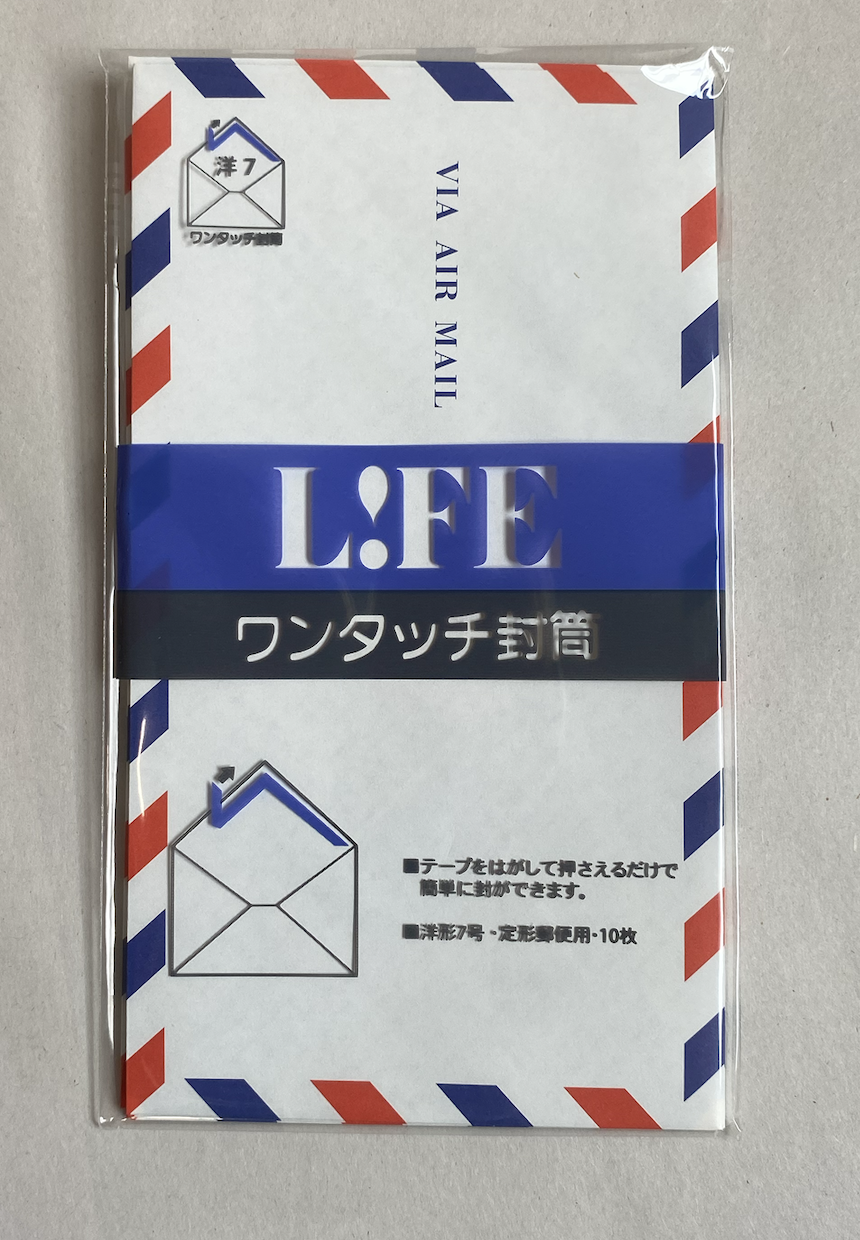 洋7
ワンタッチ封筒
VIA AIR MAIL
L!FE
ワンタッチ封筒
■テープをはがして押さえるだけで
簡単に封ができます。
■洋形7号・定形郵便用・10枚